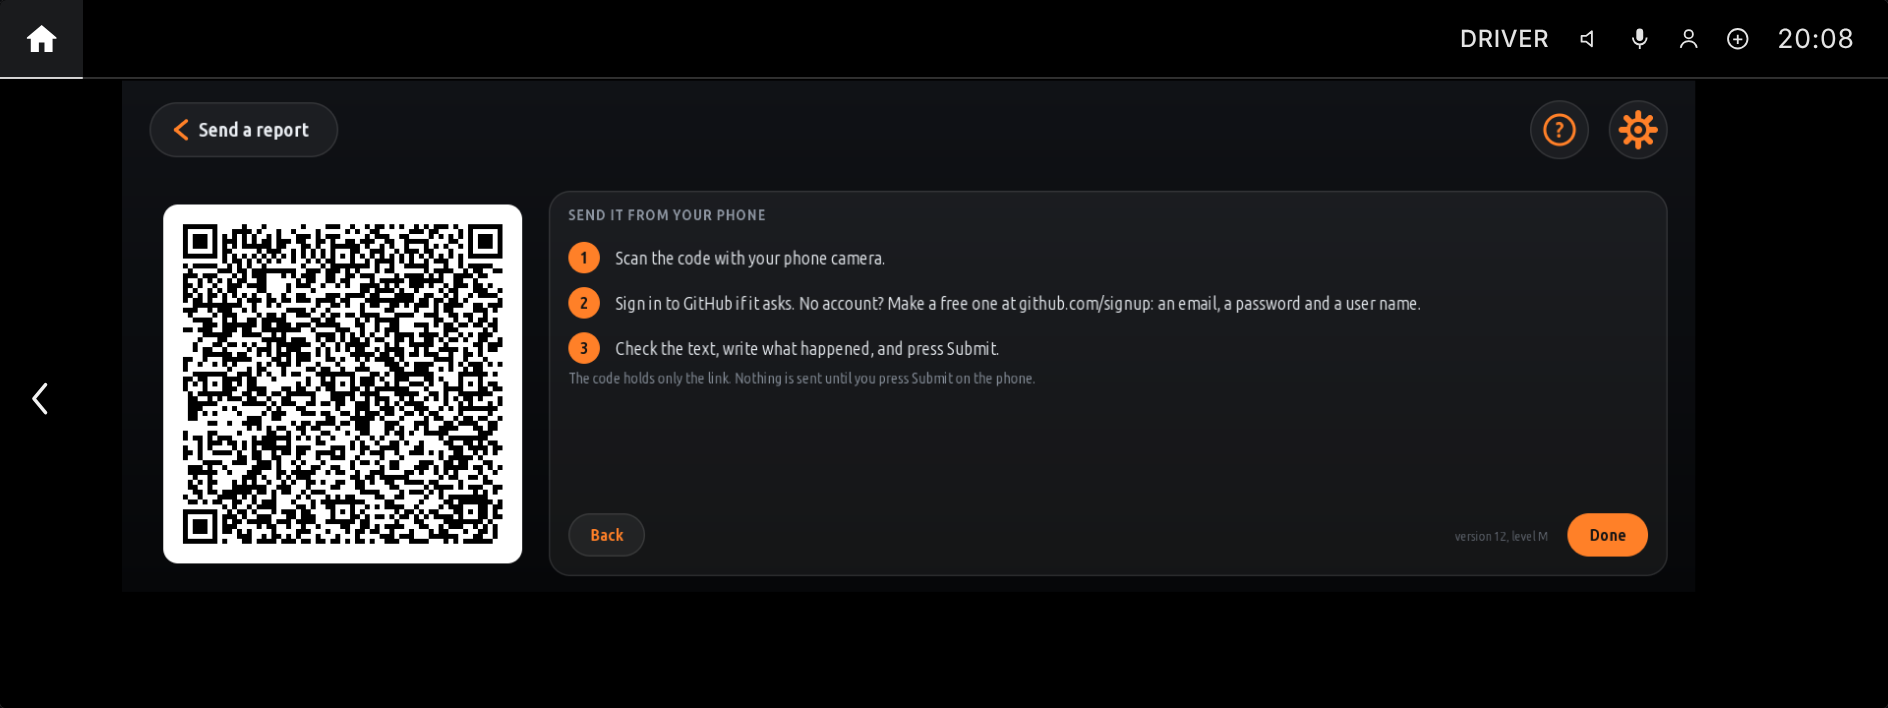 DRIVER
20:08
Send a report
?
SEND IT FROM YOUR PHONE
1 Scan the code with your phone camera.
2 Sign in to GitHub if it asks. No account? Make a free one at github.com/signup: an email, a password and a user name.
3 Check the text, write what happened, and press Submit.
The code holds only the link. Nothing is sent until you press Submit on the phone.
Back
version 12, level M
Done